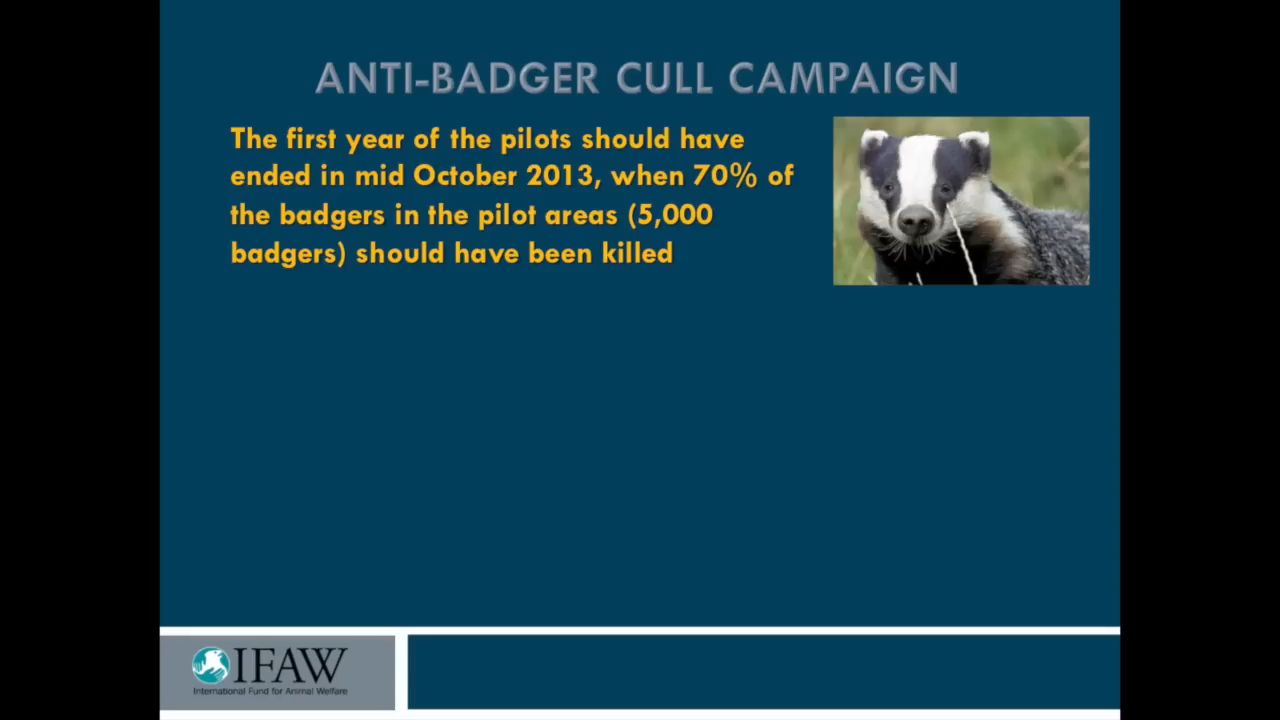 ANTI-BADGER CULL CAMPAIGN
The first year of the pilots should have
ended in mid October 2013, when 70% of
the badgers in the pilot areas (5,000
badgers) should have been killed
IFAW
International Fund for Animal Welfare